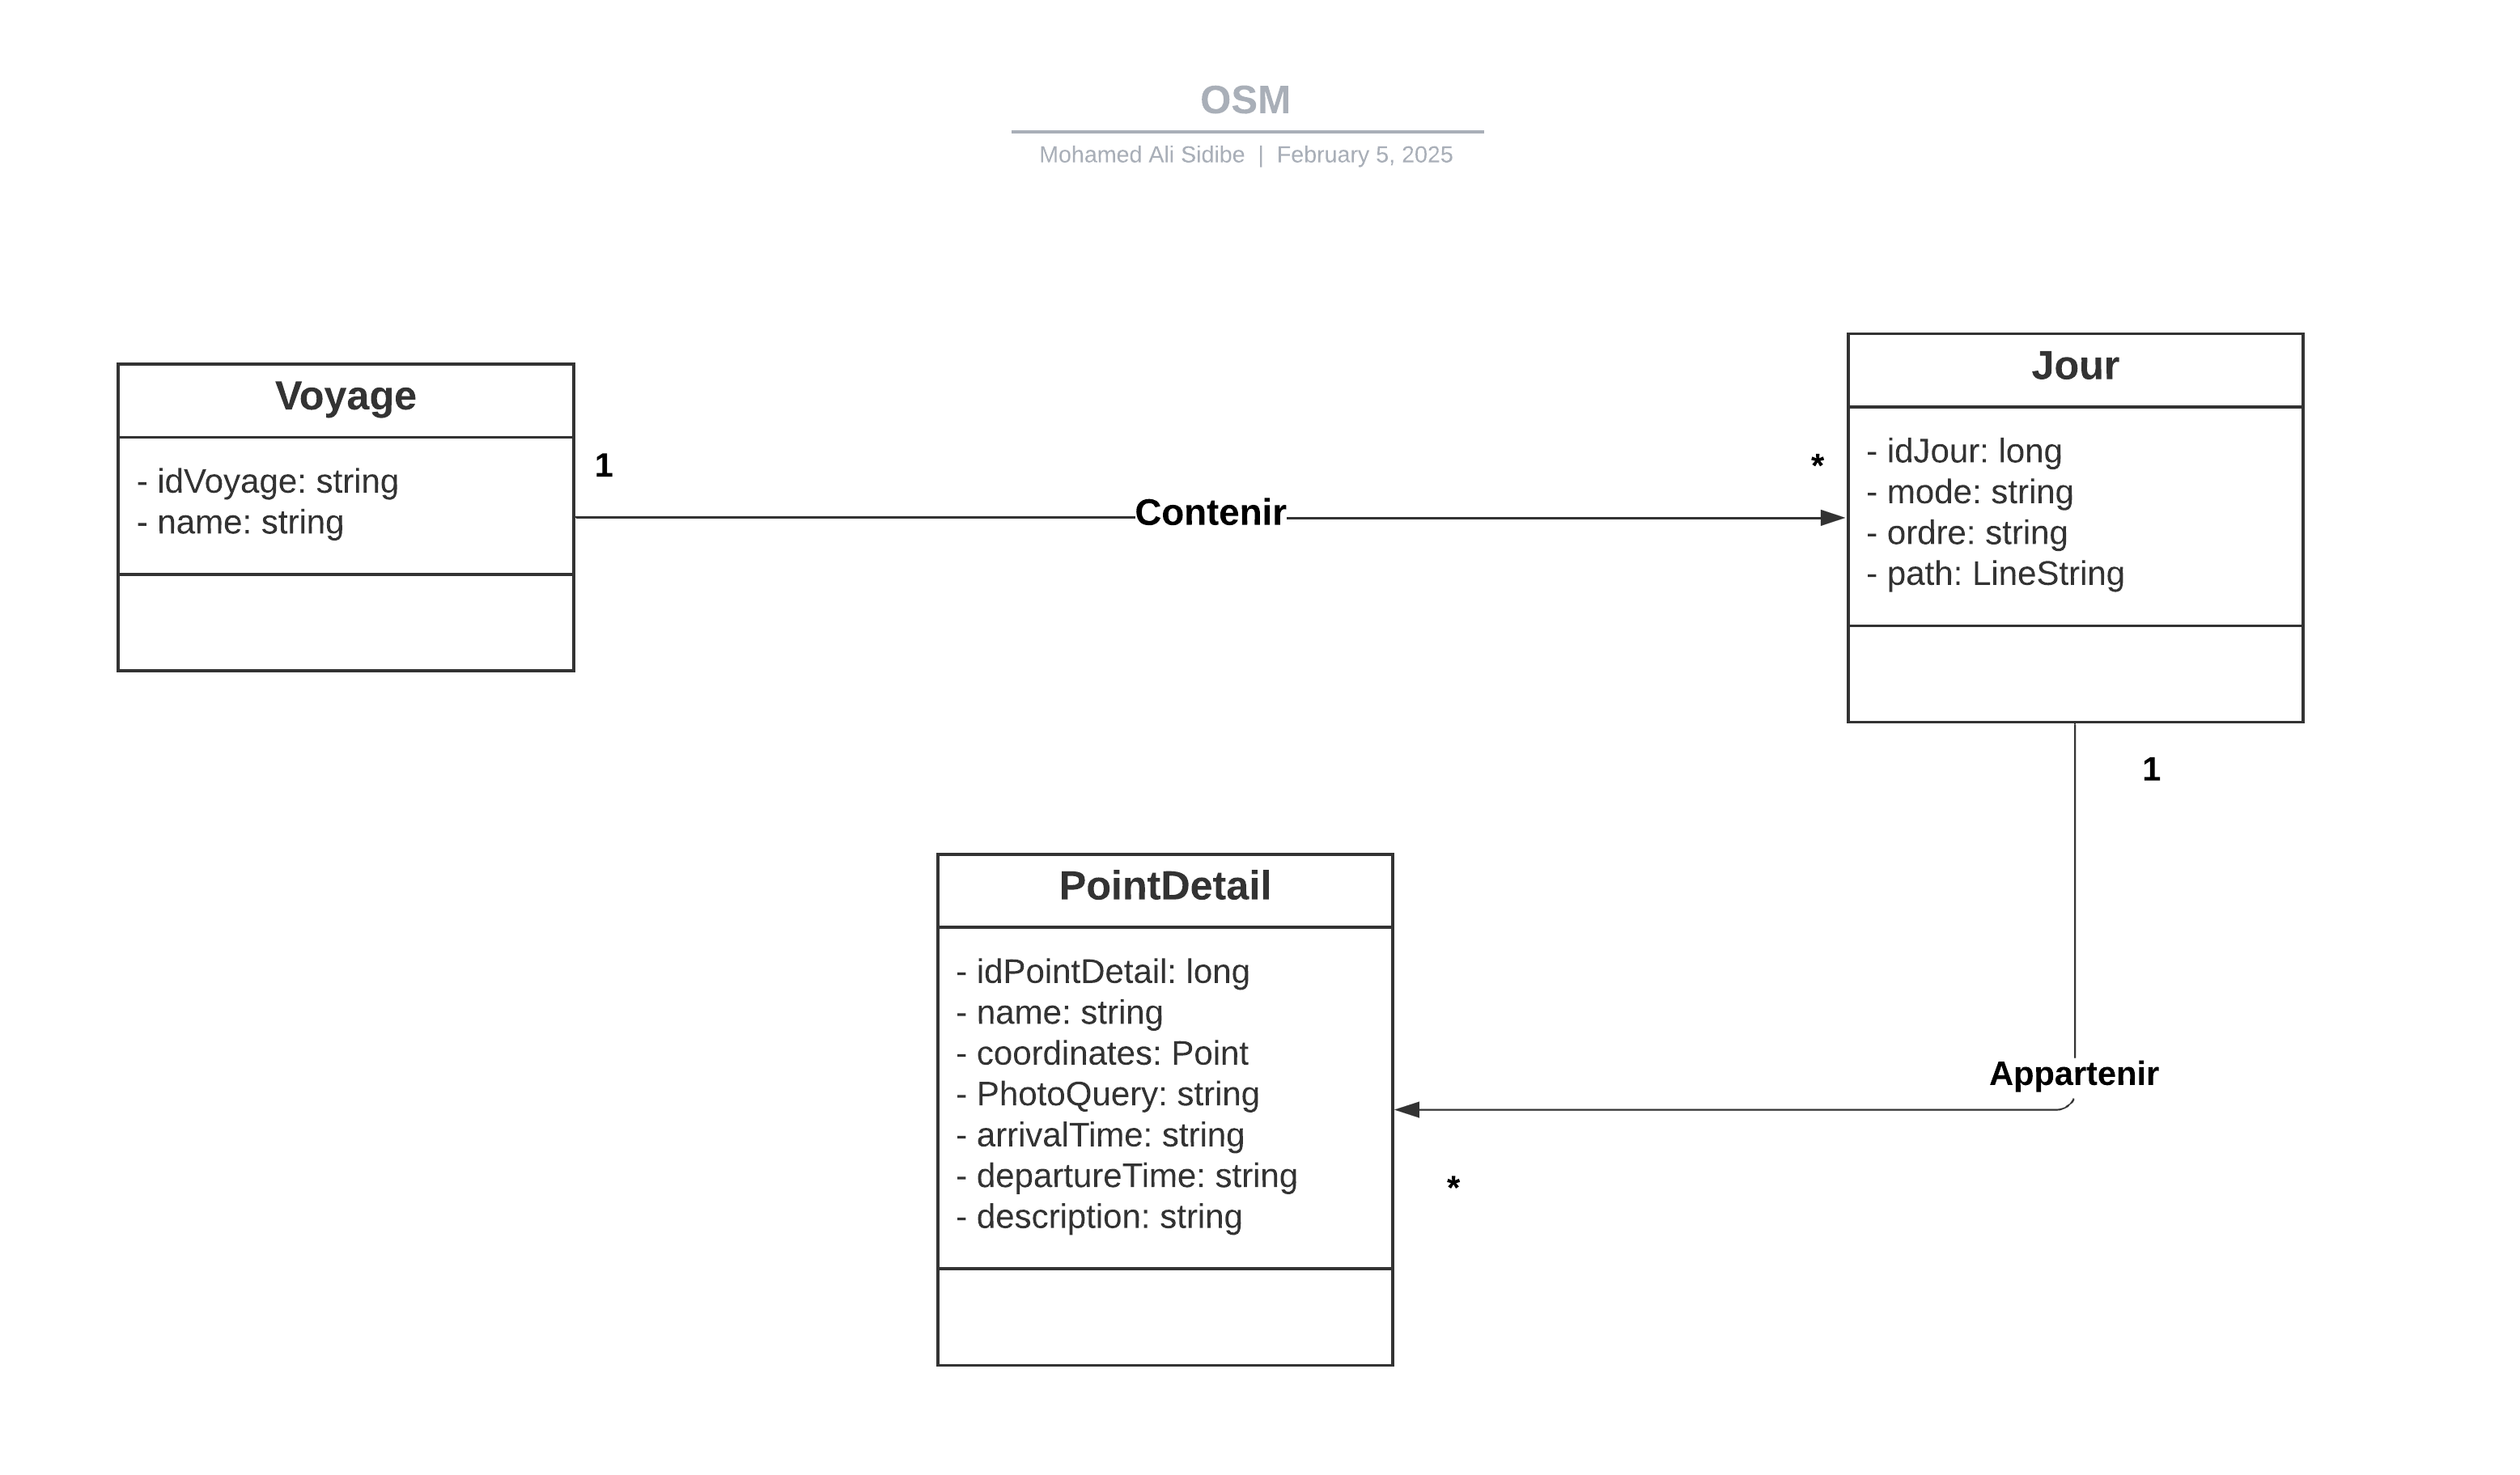 OSM
Mohamed Ali Sidibe | February 5, 2025
Voyage
- idVoyage: string
- name: string
1
Contenir
*
Jour
- idJour: long
- mode: string
- ordre: string
- path: LineString
1
Appartenir
*
PointDetail
- idPointDetail: long
- name: string
- coordinates: Point
- PhotoQuery: string
- arrivalTime: string
- departureTime: string
- description: string